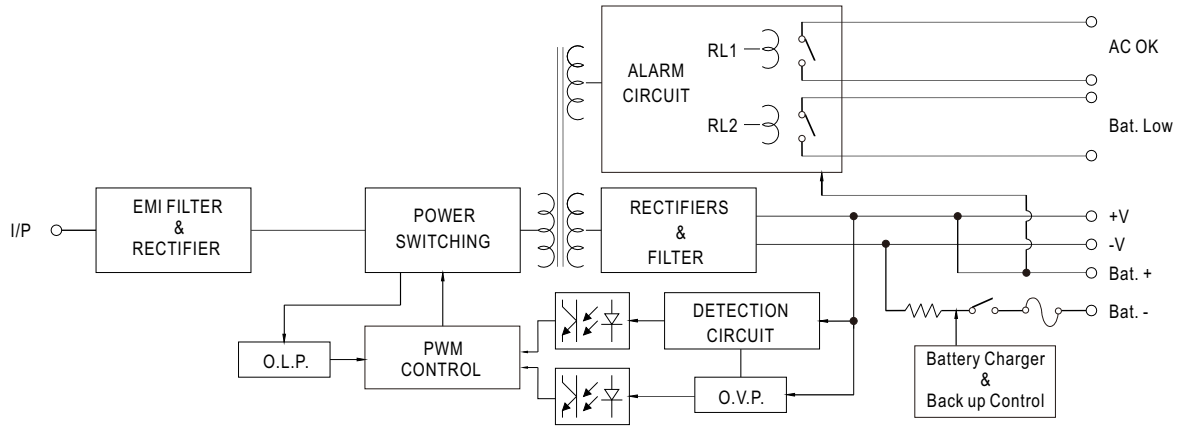 ALARM
CIRCUIT
RL1
RL2
AC OK
Bat. Low
I/P
EMI FILTER
&
RECTIFIER
POWER
SWITCHING
RECTIFIERS
&
FILTER
+V
-V
Bat. +
Bat. -
O.L.P.
PWM
CONTROL
DETECTION
CIRCUIT
O.V.P.
Battery Charger
&
Back up Control